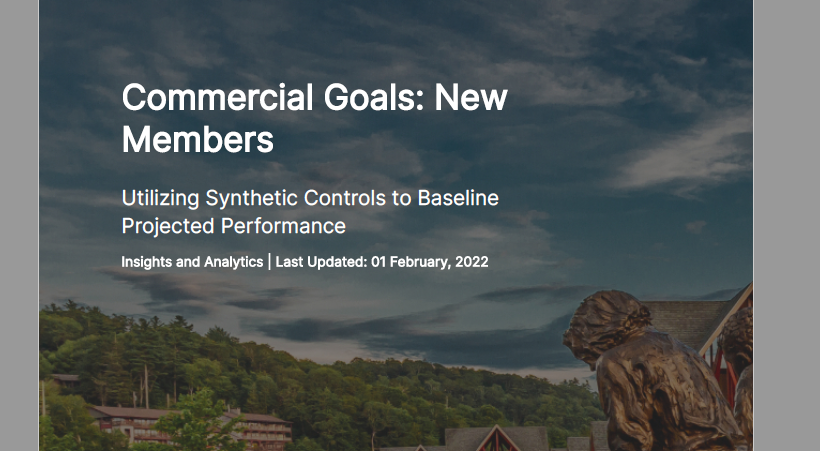 Commercial Goals: New
Members
Utilizing Synthetic Controls to Baseline
Projected Performance
Insights and Analytics | Last Updated: 01 February, 2022